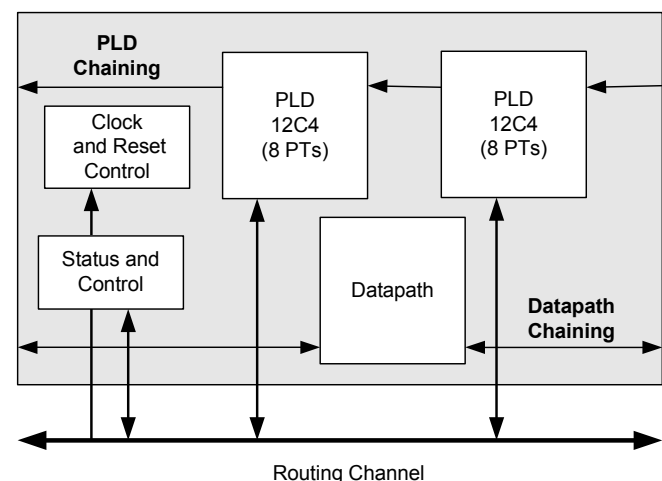 PLD
Chaining
PLD
12C4
(8 PTs)
PLD
12C4
(8 PTs)
Clock
and Reset
Control
Status and
Control
Datapath
Datapath
Chaining
Routing Channel